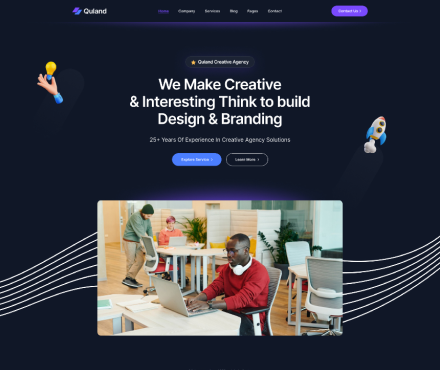 Quland
Home Company Services Blog Pages Contact
Contact Us
Quland Creative Agency
We Make Creative
& Interesting Think to build
Design & Branding
25+ Years Of Experience In Creative Agency Solutions
Explore Service
Learn More